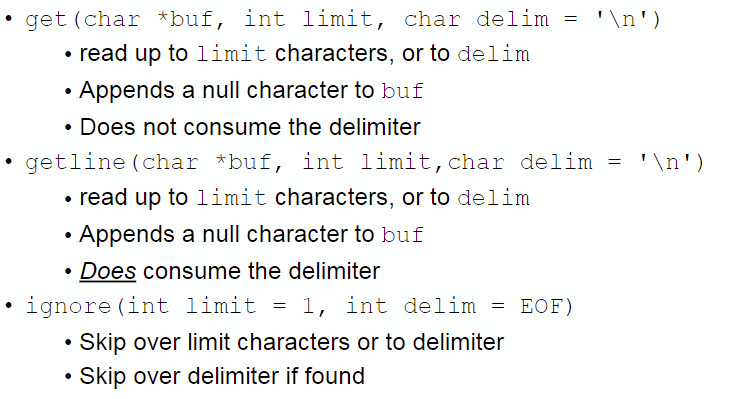 • get(char *buf, int limit, char delim = '\n')
• read up to limit characters, or to delim
• Appends a null character to buf
• Does not consume the delimiter
• getline(char *buf, int limit,char delim = '\n')
• read up to limit characters, or to delim
• Appends a null character to buf
• Does consume the delimiter
• ignore(int limit = 1, int delim = EOF)
• Skip over limit characters or to delimiter
• Skip over delimiter if found